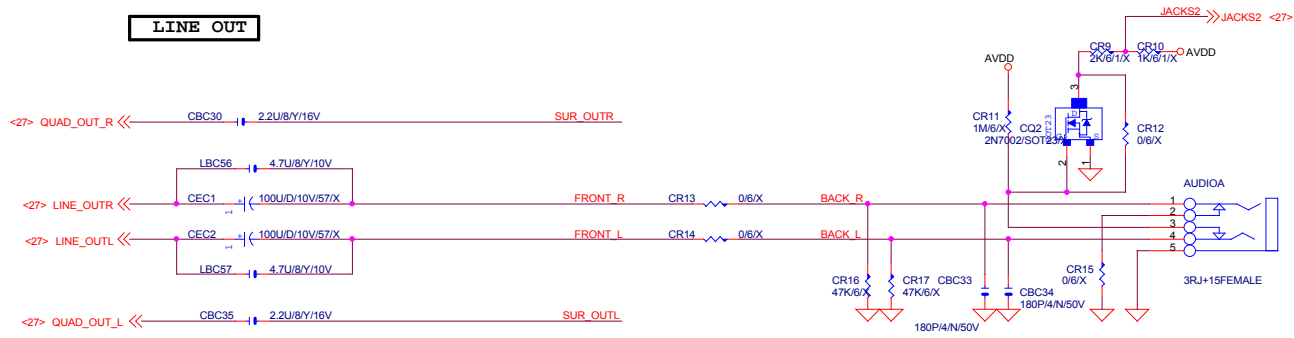 LINE OUT
JACKS2
JACKS2 <27>
CR9
2K/6/1/X
CR10
1K/6/1/X
AVDD
AVDD
3
D
SOT23
S
CR11
1M/6/X
CQ2
2N7002/SOT23/X
CR12
0/6/X
2
1
<27> QUAD_OUT_R
CBC30
2.2U/8/Y/16V
SUR_OUTR
LBC56
4.7U/8/Y/10V
<27> LINE_OUTR
CEC1
1
+
100U/D/10V/57/X
FRONT_R
CR13
0/6/X
BACK_R
<27> LINE_OUTL
CEC2
1
+
100U/D/10V/57/X
FRONT_L
CR14
0/6/X
BACK_L
LBC57
4.7U/8/Y/10V
<27> QUAD_OUT_L
CBC35
2.2U/8/Y/16V
SUR_OUTL
CR16
47K/6/X
CR17
47K/6/X
CBC33
180P/4/N/50V
CBC34
180P/4/N/50V
CR15
0/6/X
AUDIOA
1
2
3
4
5
3RJ+15FEMALE